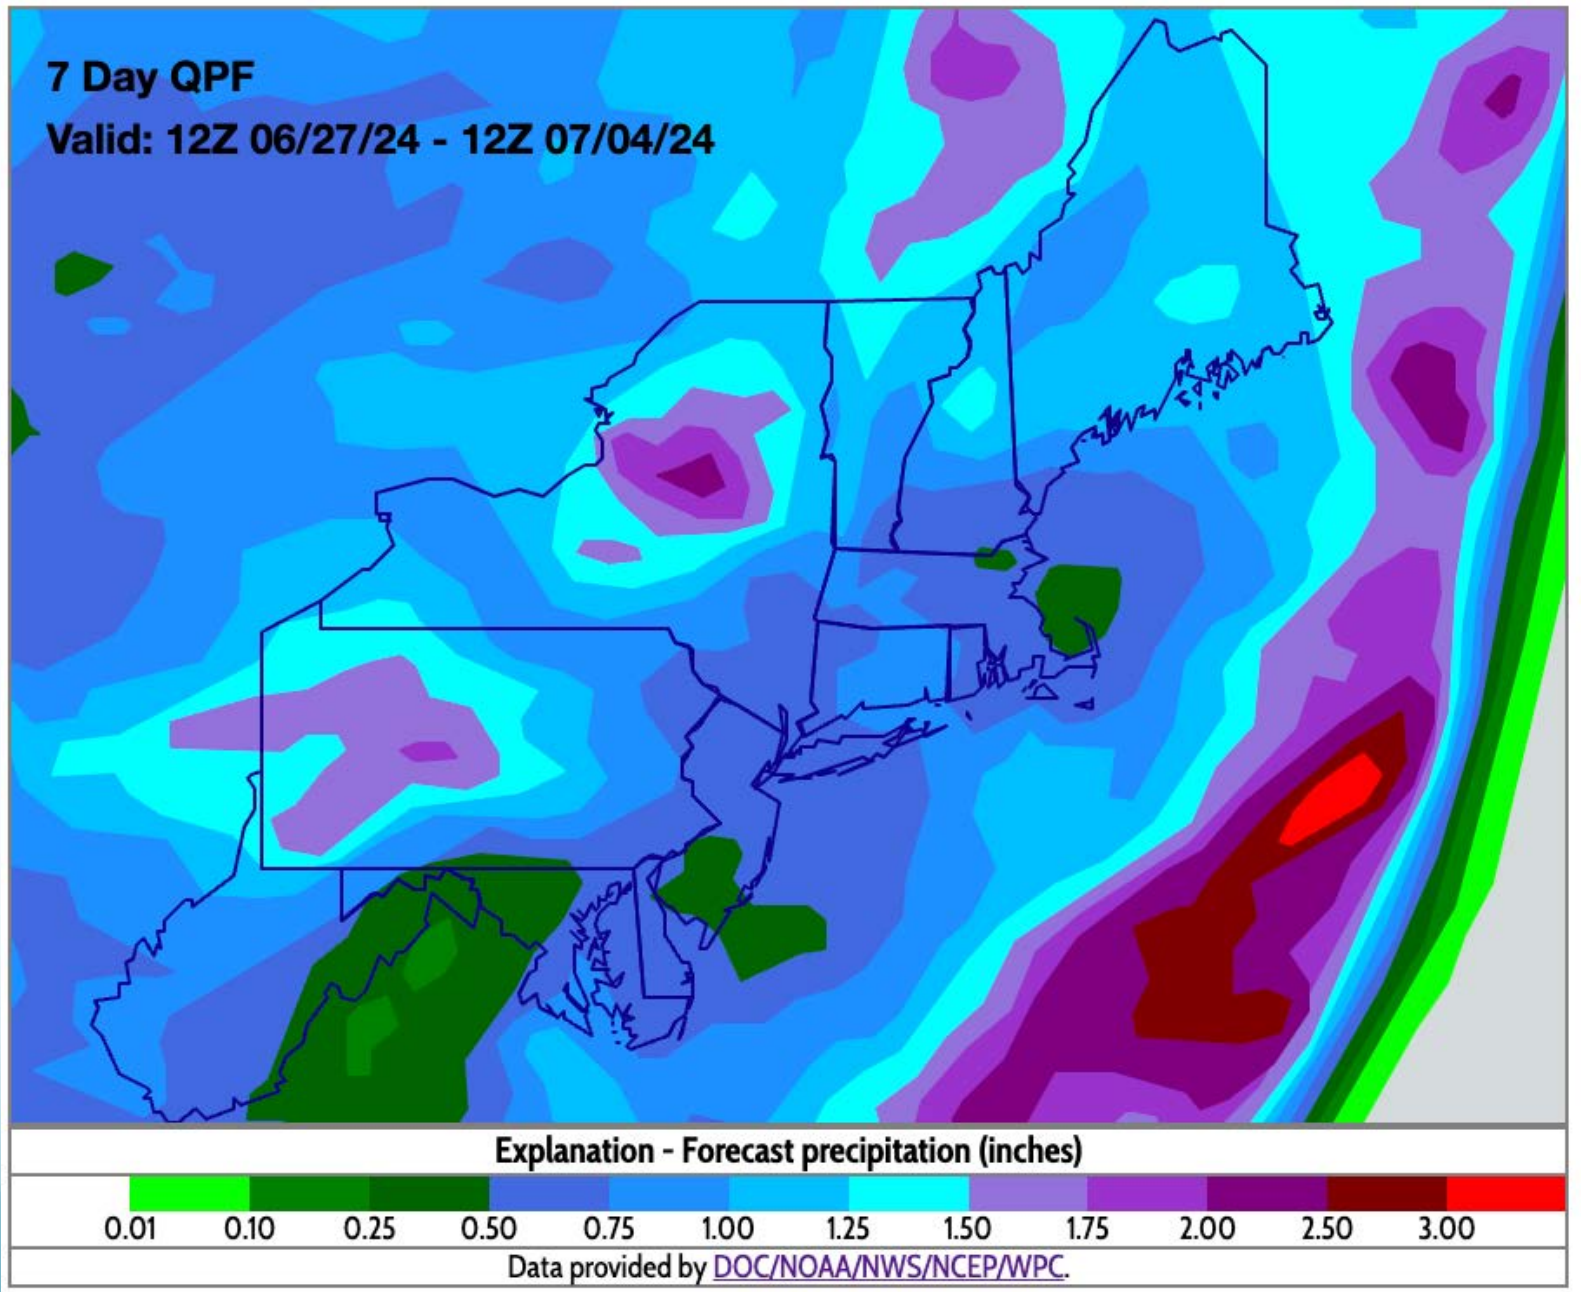 7 Day QPF
Valid: 12Z 06/27/24 - 12Z 07/04/24
Explanation - Forecast precipitation (inches)
0.01 0.10 0.25 0.50 0.75 1.00 1.25 1.50 1.75 2.00 2.50 3.00
Data provided by DOC/NOAA/NWS/NCEP/WPC.